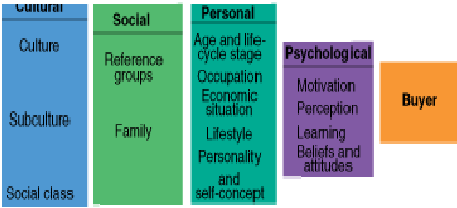 Cultural
Culture
Subculture
Social class
Social
Reference
groups
Family
Personal
Age and life-
cycle stage
Occupation
Economic
situation
Lifestyle
Personality
and
self-concept
Psychological
Motivation
Perception
Learning
Beliefs and
attitudes
Buyer